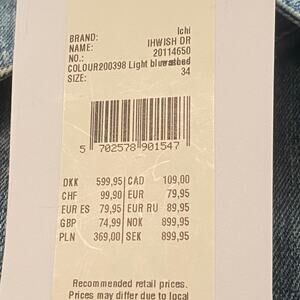 BRAND: Ichi
NAME: IHWISH DR
NO.: 20114650
COLOUR200398 Light blue washed
SIZE: 34
5 702578 901547
DKK 599,95 CAD 109,00
CHF 99,90 EUR 79,95
EUR ES 79,95 EUR RU 89,95
GBP 74,99 NOK 899,95
PLN 369,00 SEK 899,95
Recommended retail prices.
Prices may differ due to local